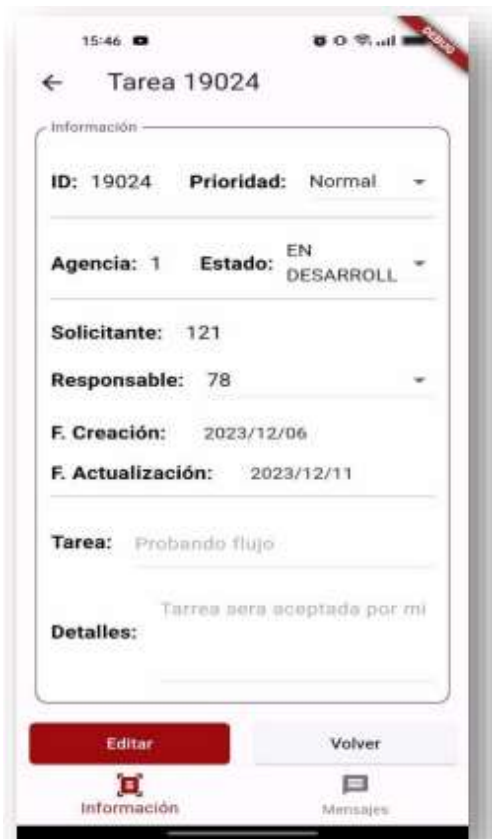 15:46
DEBUG
← Tarea 19024
Información
ID: 19024 Prioridad: Normal
Agencia: 1 Estado: EN DESARROLL
Solicitante: 121
Responsable: 78
F. Creación: 2023/12/06
F. Actualización: 2023/12/11
Tarea: Probando flujo
Detalles: Tarrea sera aceptada por mi
Editar Volver
Información Mensajes